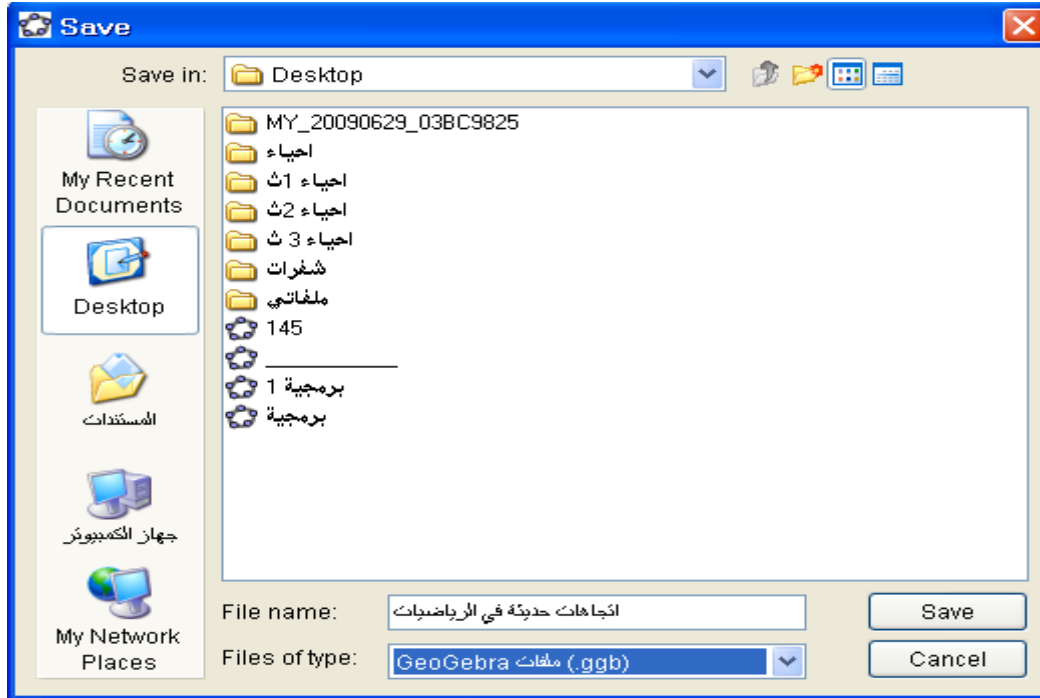 Save
Save in: Desktop
My Recent Documents
Desktop
المستندات
جهاز الكمبيوتر
My Network Places
MY_20090629_03BC9825
احياء
احياء 1ث
احياء 2ث
احياء 3 ث
شفرات
ملفاتي
145
____________
برمجية 1
برمجية
File name: اتجاهات حديثة في الرياضيات
Save
Files of type: GeoGebra ملفات (.ggb)
Cancel